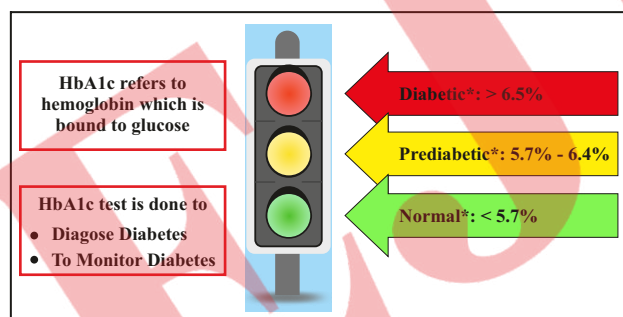 HbA1c refers to
hemoglobin which is
bound to glucose
HbA1c test is done to
● Diagose Diabetes
● To Monitor Diabetes
Diabetic*: > 6.5%
Prediabetic*: 5.7% - 6.4%
Normal*: < 5.7%